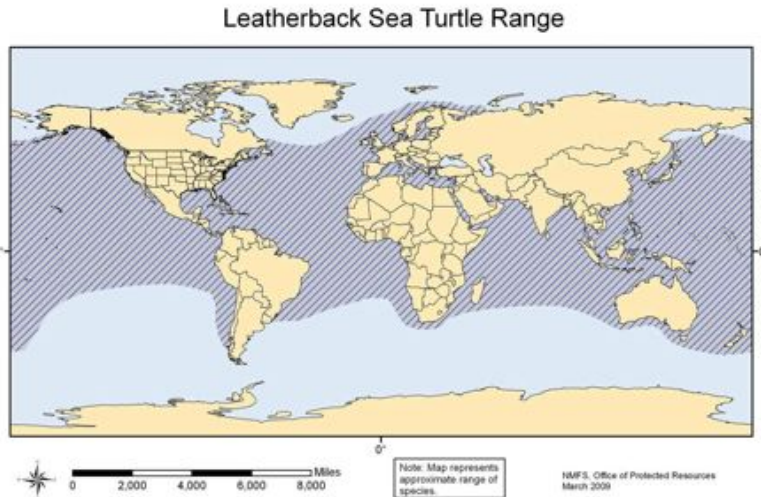 Leatherback Sea Turtle Range
0°
Miles
0 2,000 4,000 6,000 8,000
Note: Map represents
approximate range of
species.
NMFS, Office of Protected Resources
March 2009